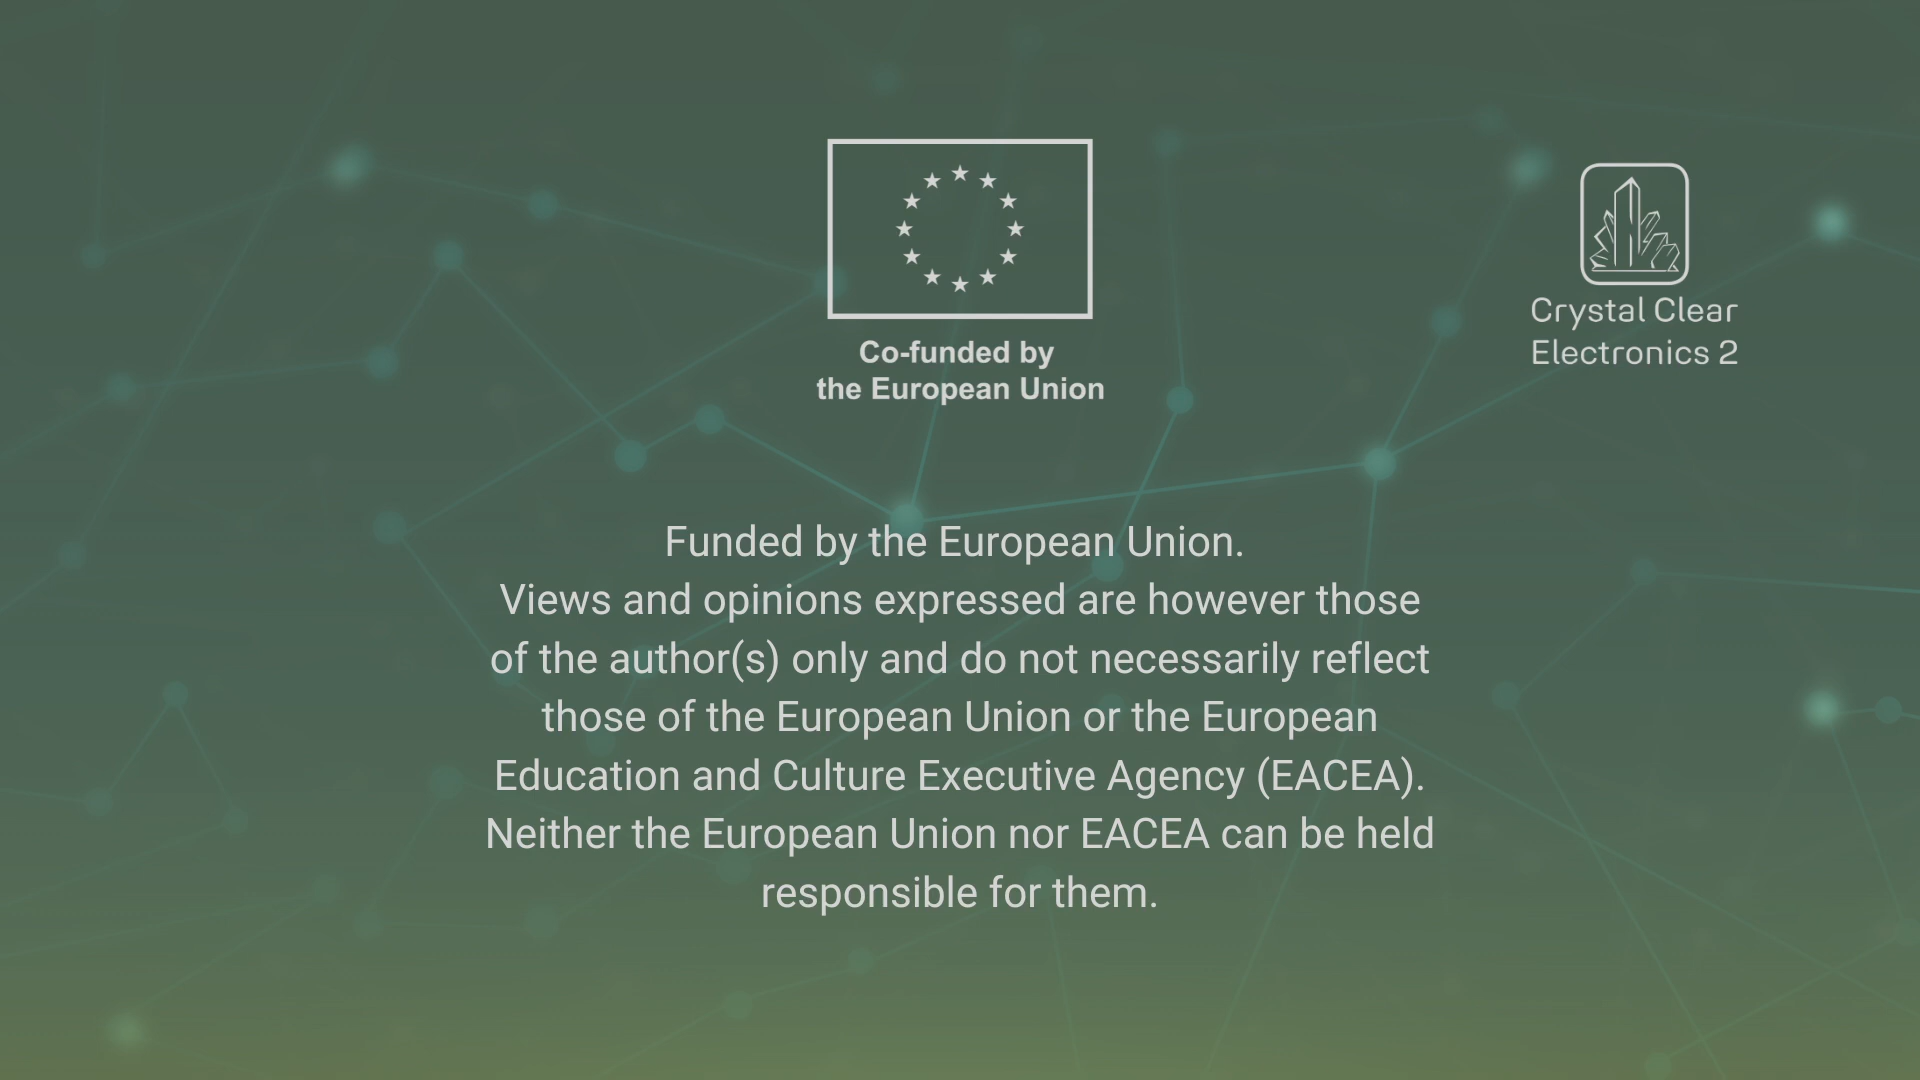 Co-funded by
the European Union
Crystal Clear
Electronics 2
Funded by the European Union.
Views and opinions expressed are however those
of the author(s) only and do not necessarily reflect
those of the European Union or the European
Education and Culture Executive Agency (EACEA).
Neither the European Union nor EACEA can be held
responsible for them.